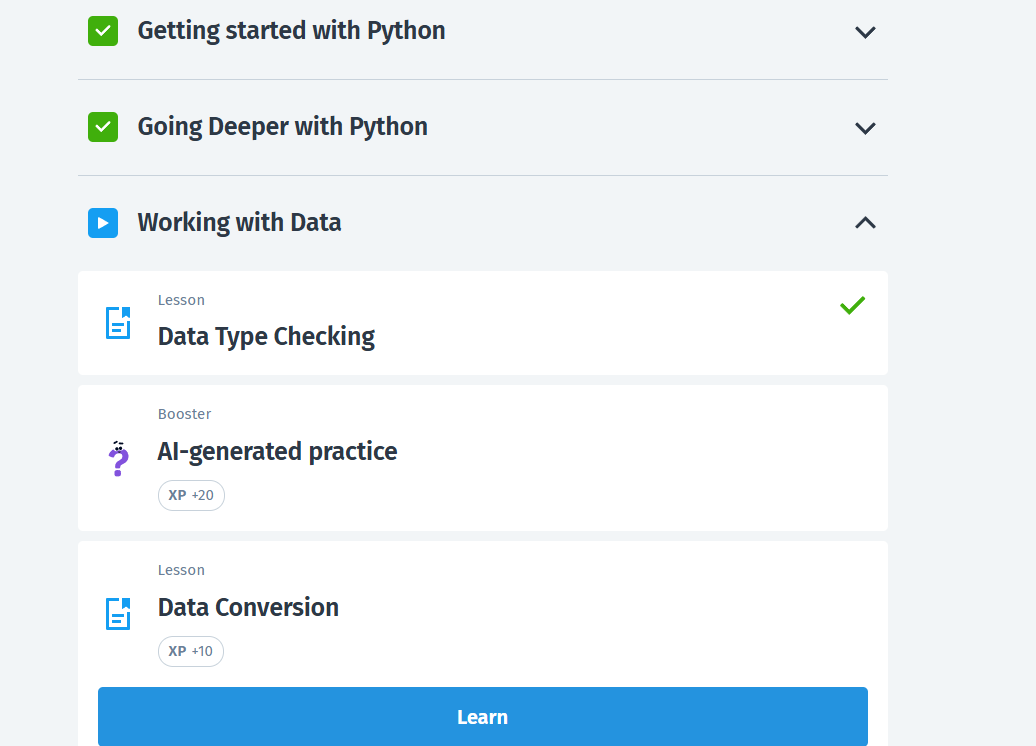 Getting started with Python
Going Deeper with Python
Working with Data
Lesson
Data Type Checking
Booster
AI-generated practice
XP +20
Lesson
Data Conversion
XP +10
Learn